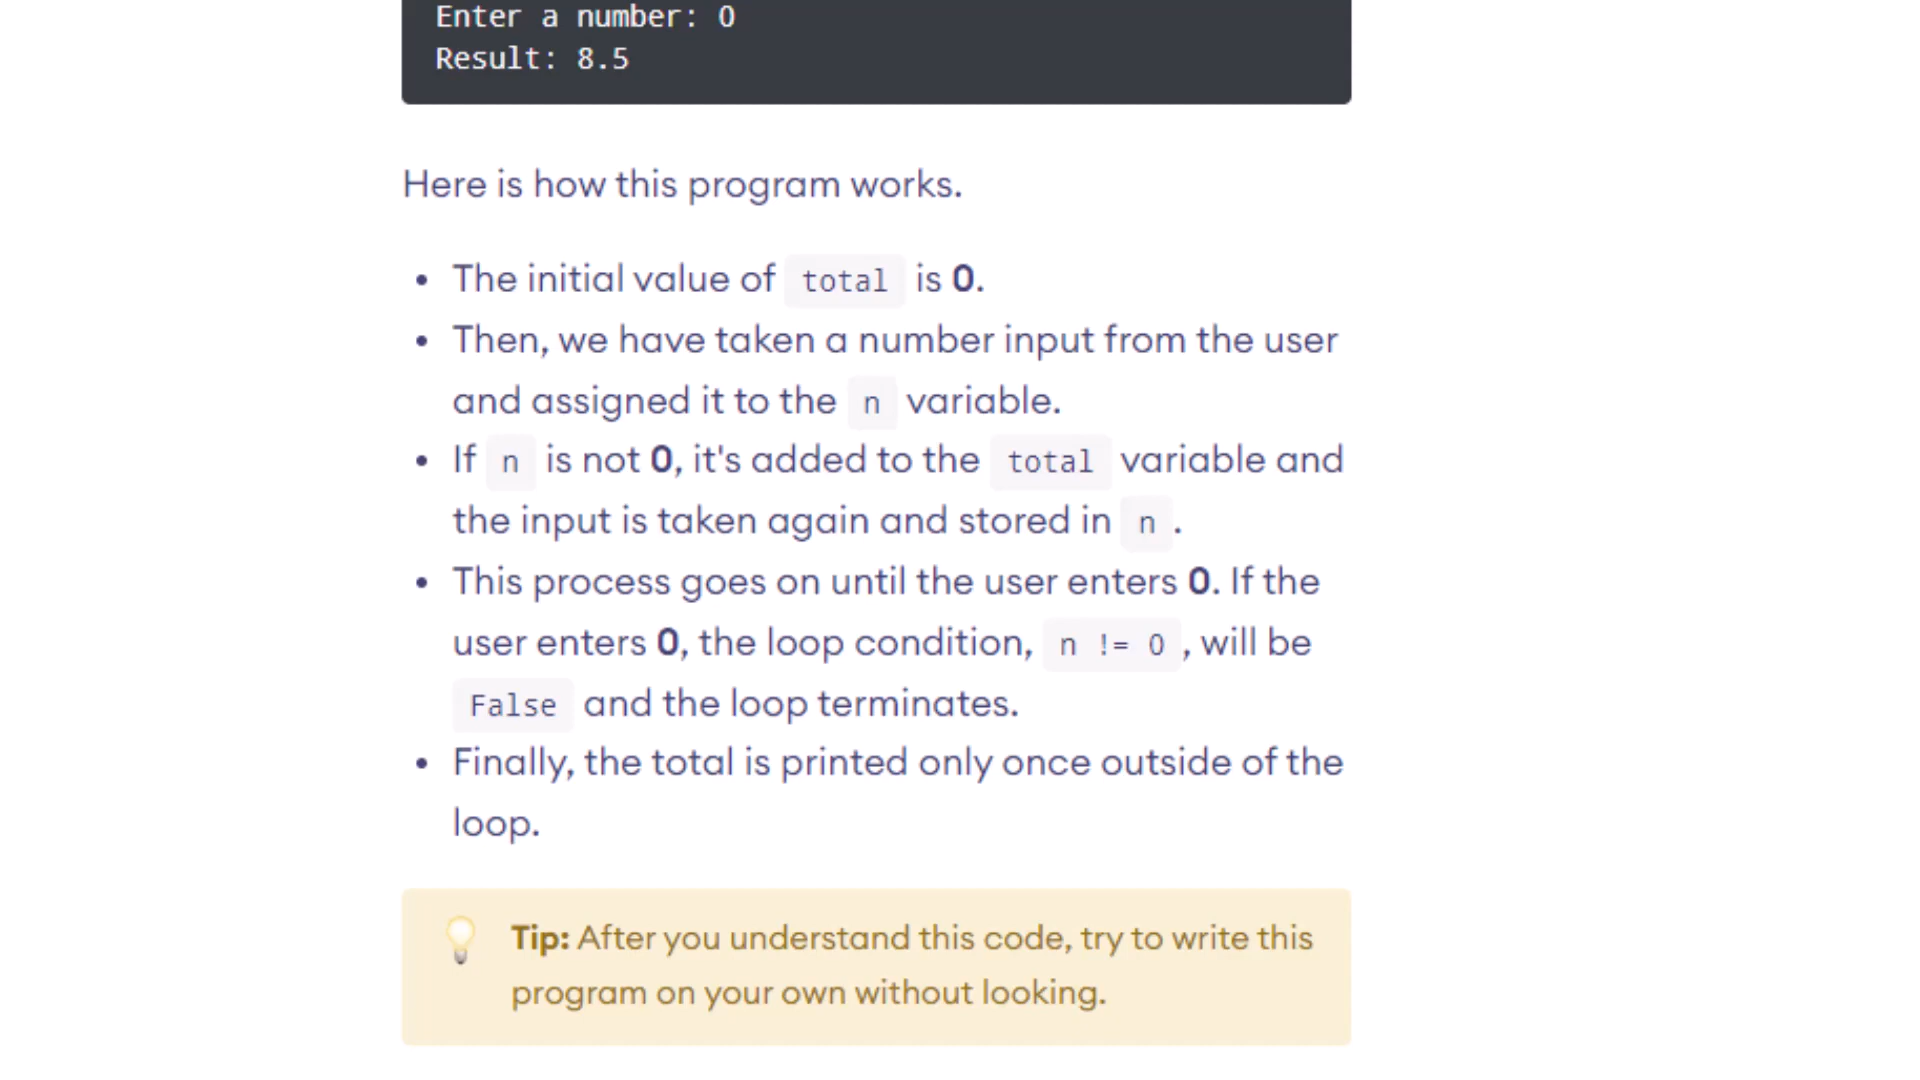 Enter a number: 0
Result: 8.5
Here is how this program works.
• The initial value of total is 0.
• Then, we have taken a number input from the user
and assigned it to the n variable.
• If n is not 0, it's added to the total variable and
the input is taken again and stored in n.
• This process goes on until the user enters 0. If the
user enters 0, the loop condition, n != 0, will be
False and the loop terminates.
• Finally, the total is printed only once outside of the
loop.
Tip: After you understand this code, try to write this
program on your own without looking.